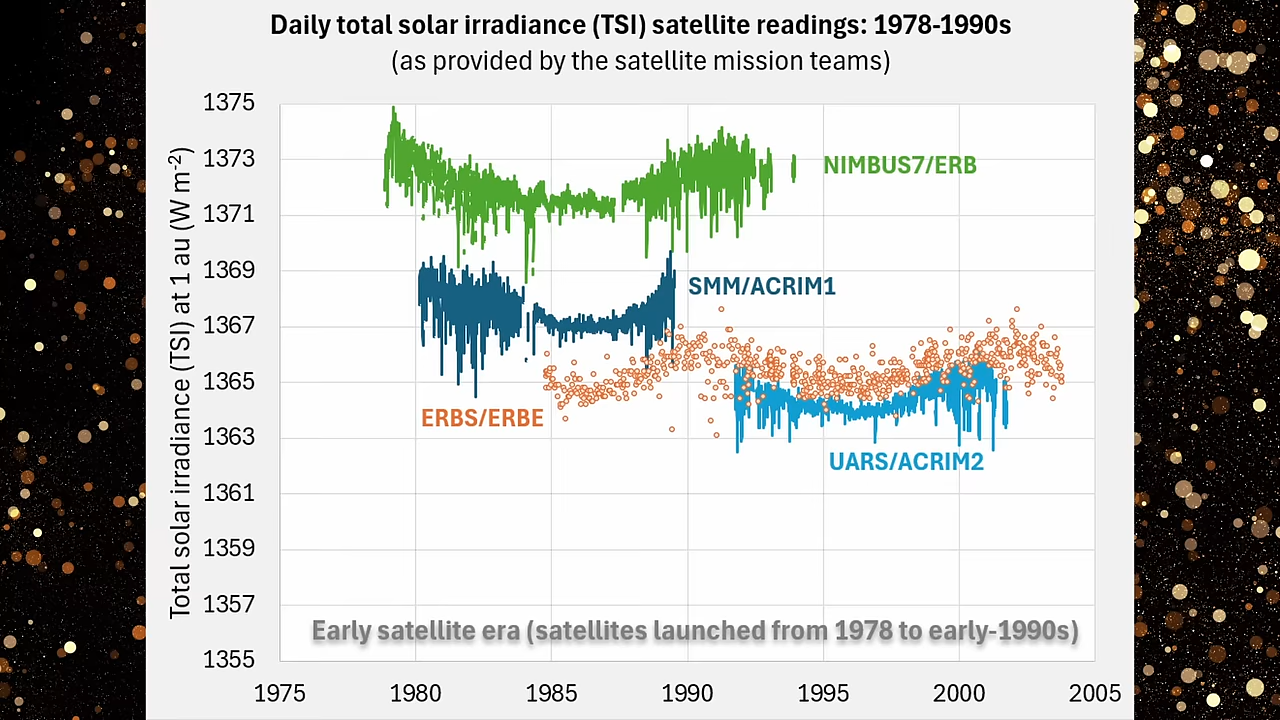 Daily total solar irradiance (TSI) satellite readings: 1978-1990s
(as provided by the satellite mission teams)
Total solar irradiance (TSI) at 1 au (W m-2)
1375
1373
1371
1369
1367
1365
1363
1361
1359
1357
1355
NIMBUS7/ERB
SMM/ACRIM1
ERBS/ERBE
UARS/ACRIM2
Early satellite era (satellites launched from 1978 to early-1990s)
1975 1980 1985 1990 1995 2000 2005